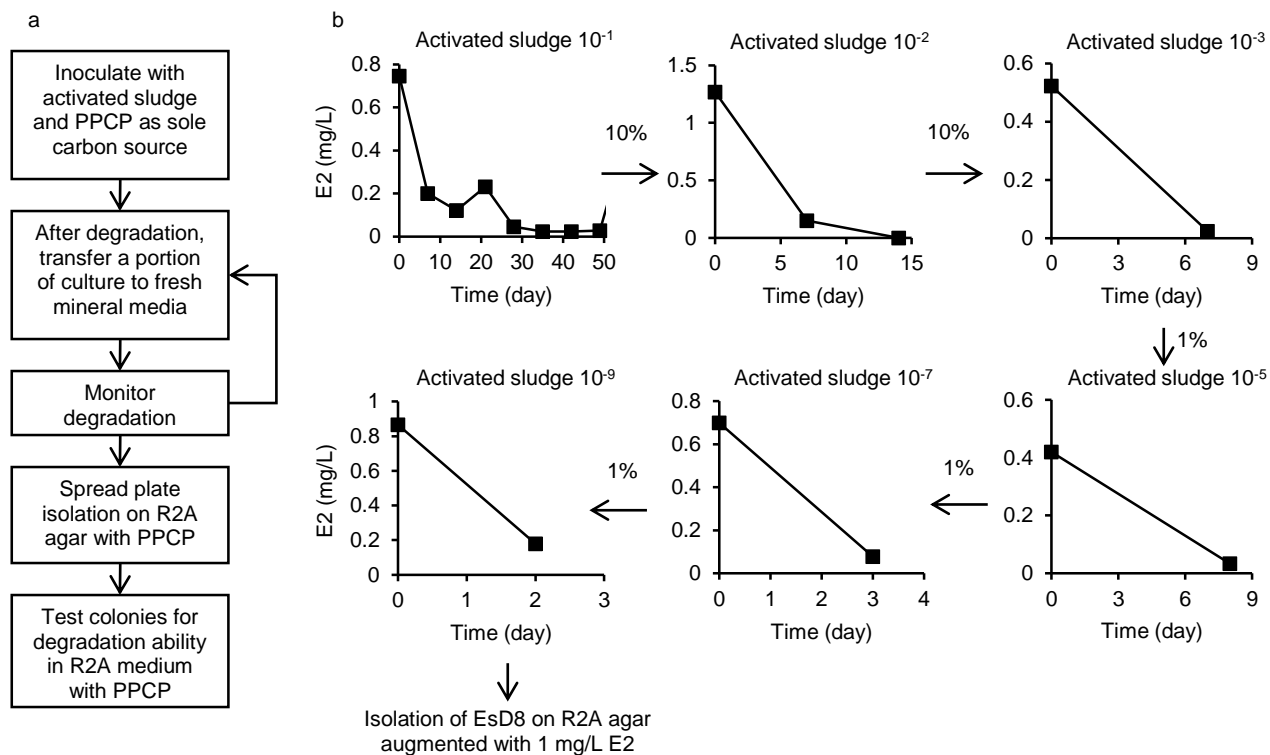 a
Inoculate with
activated sludge
and PPCP as sole
carbon source
After degradation,
transfer a portion
of culture to fresh
mineral media
Monitor
degradation
Spread plate
isolation on R2A
agar with PPCP
Test colonies for
degradation ability
in R2A medium
with PPCP
b
Activated sludge 10⁻¹
E2 (mg/L)
0.8
0.6
0.4
0.2
0
0 10 20 30 40 50
Time (day)
10%
Activated sludge 10⁻²
1.5
1
0.5
0
0 5 10 15
Time (day)
10%
Activated sludge 10⁻³
0.6
0.4
0.2
0
0 3 6 9
Time (day)
1%
Activated sludge 10⁻⁵
0.6
0.4
0.2
0
0 3 6 9
Time (day)
1%
Activated sludge 10⁻⁷
0.8
0.6
0.4
0.2
0
0 1 2 3 4
Time (day)
1%
Activated sludge 10⁻⁹
E2 (mg/L)
1
0.8
0.6
0.4
0.2
0
0 1 2 3
Time (day)
Isolation of EsD8 on R2A agar
augmented with 1 mg/L E2